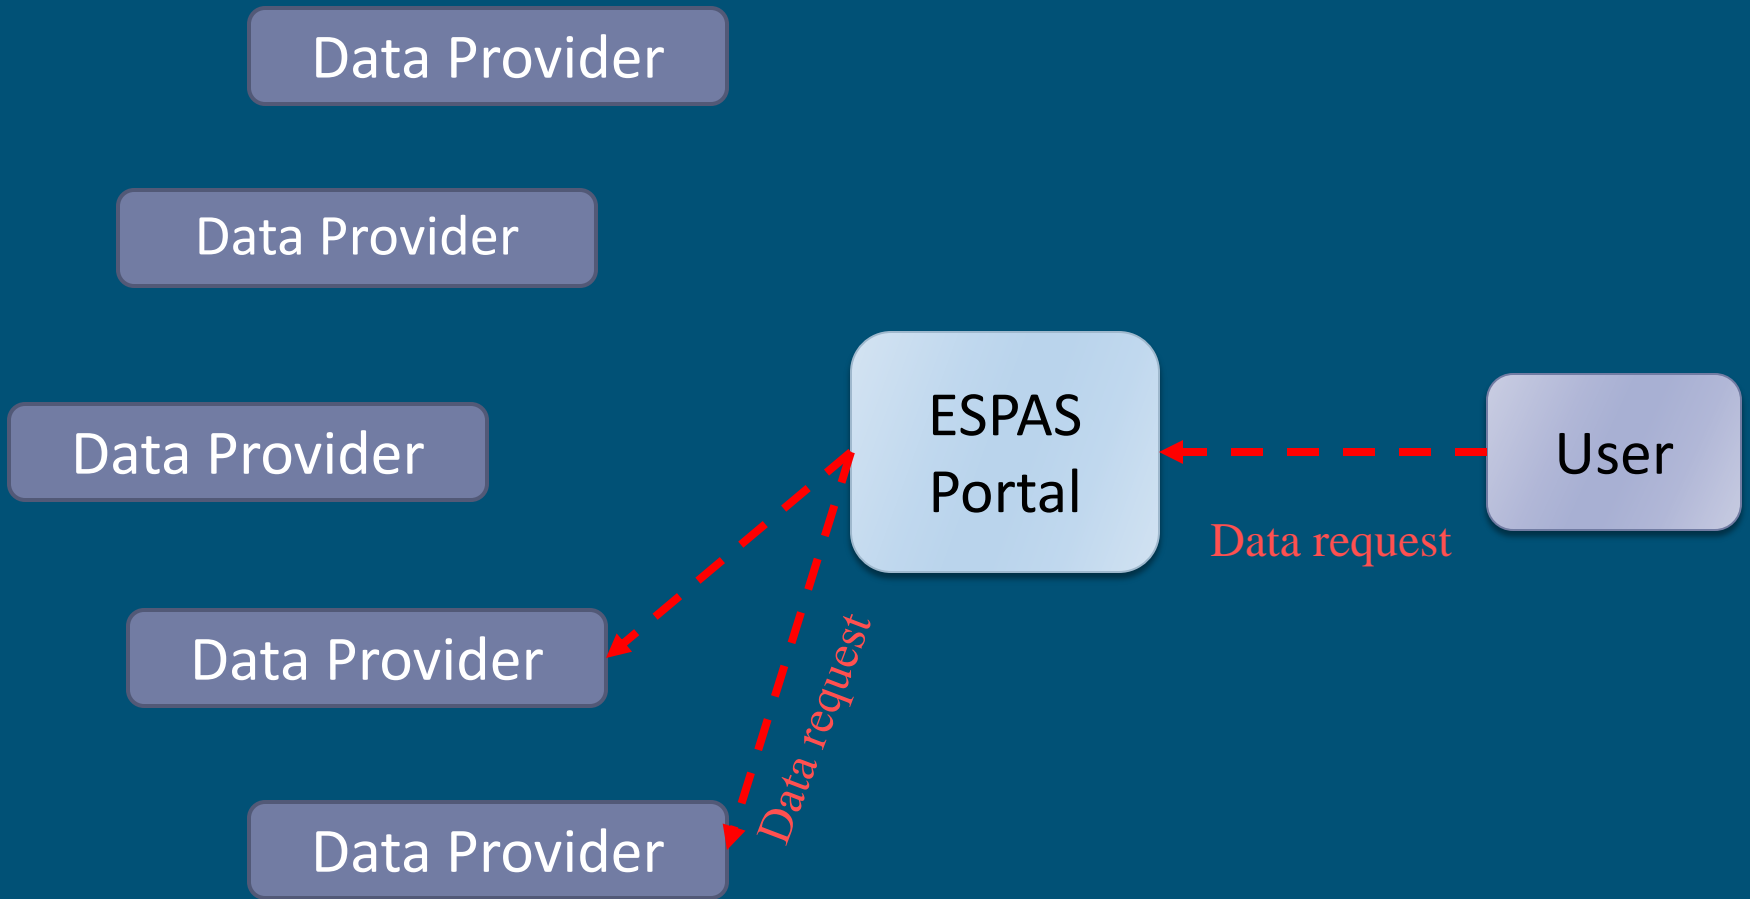 Data Provider
Data Provider
Data Provider
Data Provider
Data Provider
ESPAS
Portal
User
Data request
Data request